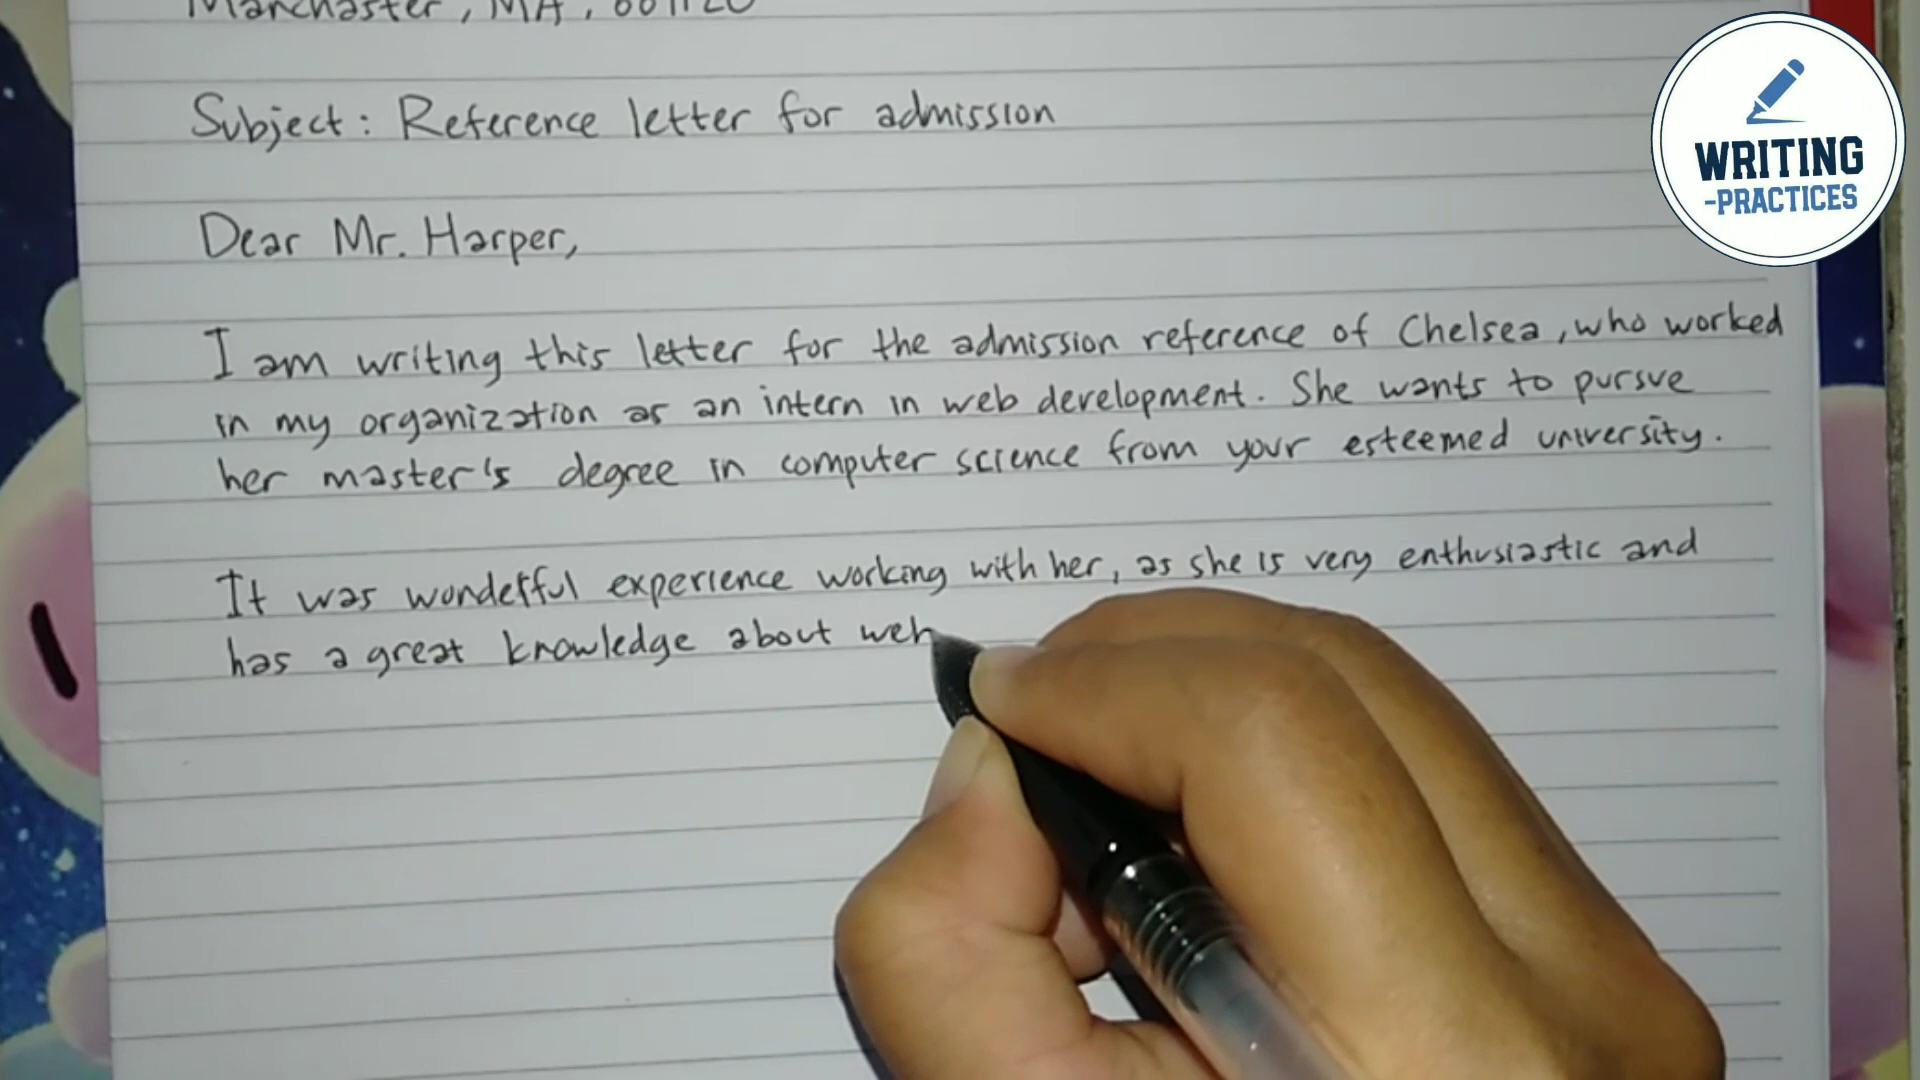 Manchaster, MA,
Subject: Reference letter for admission
Dear Mr. Harper,
I am writing this letter for the admission reference of Chelsea, who worked
in my organization as an intern in web development. She wants to pursue
her master's degree in computer science from your esteemed university.
It was wonderful experience working with her, as she is very enthusiastic and
has a great knowledge about web
WRITING
-PRACTICES